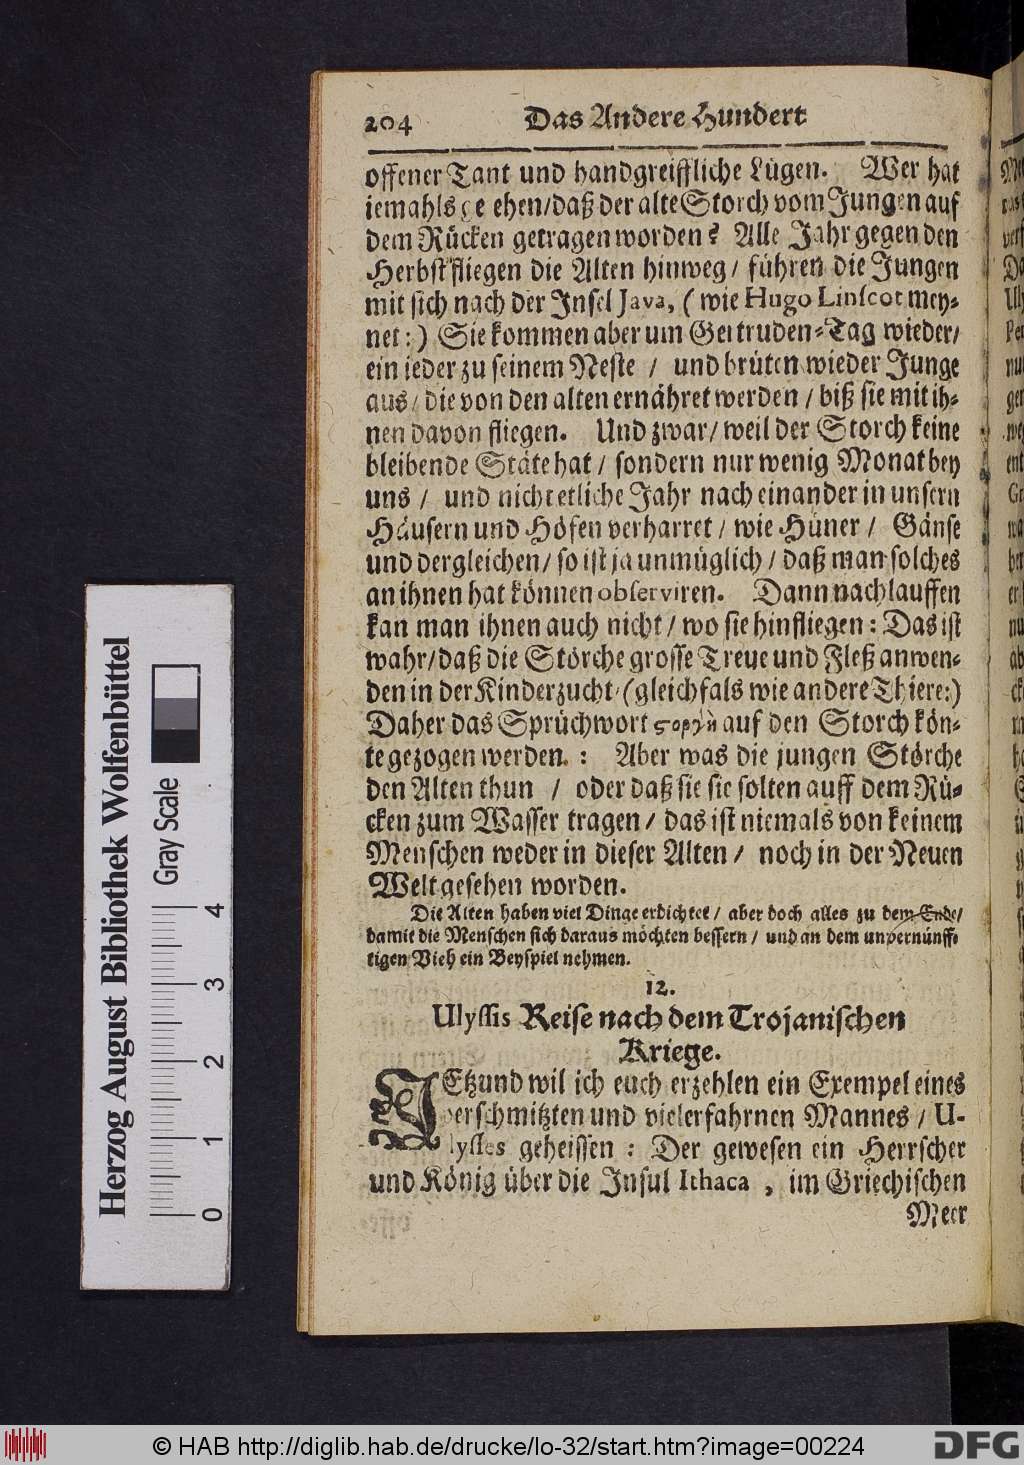 204 Das Andere Hundert
offener Tant und handgreiffliche Lügen. Wer hat
iemahls ge ehen/daß der alte Storch vom Jungen auf
dem Rücken getragen worden? Alle Jahr gegen den
Herbst fliegen die Alten hinweg/ führen die Jungen
mit sich nach der Insel Java, (wie Hugo Linscot mey-
net:) Sie kommen aber um Gertruden-Tag wieder/
ein ieder zu seinem Neste / und brüten wieder Junge
aus/ die von den alten ernähret werden / biß sie mit ih-
nen davon fliegen. Und zwar/ weil der Storch keine
bleibende Stäte hat / sondern nur wenig Monat bey
uns / und nicht etliche Jahr nach einander in unsern
Häusern und Höfen verharret / wie Hüner / Gänse
und dergleichen/ so ist ja unmüglich / daß man solches
an ihnen hat können observiren. Dann nachlauffen
kan man ihnen auch nicht / wo sie hinfliegen: Das ist
wahr/daß die Störche grosse Treue und Fleß anwen-
den in der Kinderzucht/ (gleichfals wie andere Thiere:)
Daher das Sprüchwort auf den Storch kön-
te gezogen werden. : Aber was die jungen Störche
den Alten thun / oder daß sie sie solten auff dem Rü-
cken zum Wasser tragen / das ist niemals von keinem
Menschen weder in dieser Alten / noch in der Neuen
Welt gesehen worden.
Die Alten haben viel Dinge erdichtet / aber doch alles zu dem Ende/
damit die Menschen sich daraus möchten bessern / und an dem unvernünff-
tigen Vieh ein Beyspiel nehmen.
12.
Ulyssis Reise nach dem Trojanischen
Kriege.
JEtzund wil ich euch erzehlen ein Exempel eines
verschmitzten und vielerfahrnen Mannes / U-
lysses geheissen : Der gewesen ein Herrscher
und König über die Insul Ithaca , im Griechischen
Meer
Herzog August Bibliothek Wolfenbüttel
Gray Scale
0 1 2 3 4
© HAB http://diglib.hab.de/drucke/lo-32/start.htm?image=00224
DFG